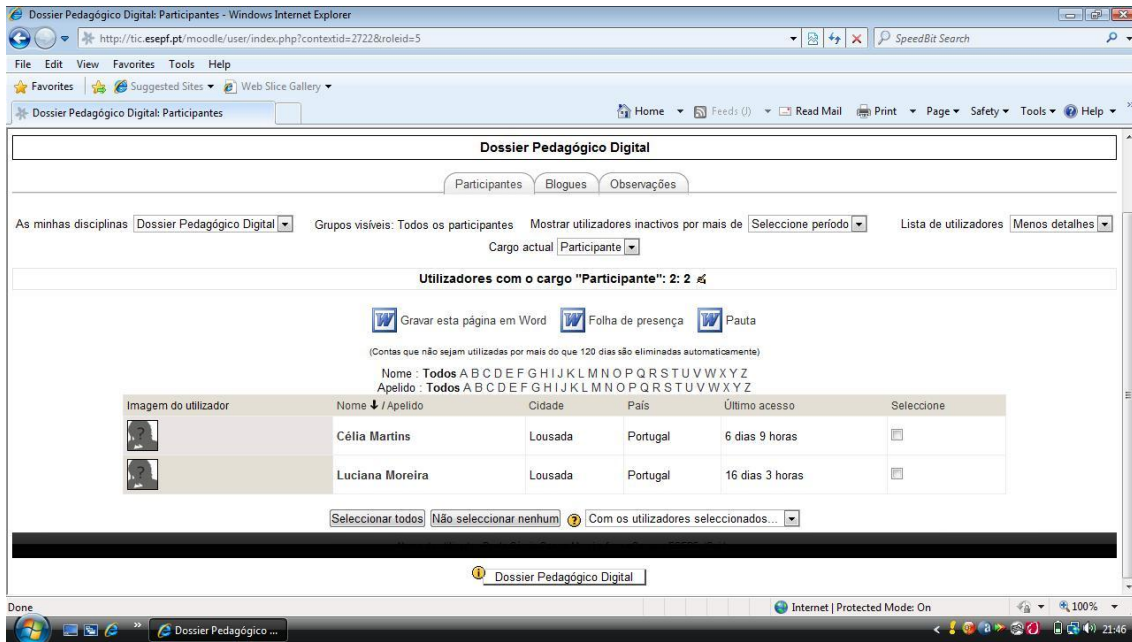 Dossier Pedagógico Digital: Participantes - Windows Internet Explorer
http://tic.esepf.pt/moodle/user/index.php?contextid=2722&roleid=5
SpeedBit Search
File Edit View Favorites Tools Help
Favorites Suggested Sites Web Slice Gallery
Dossier Pedagógico Digital: Participantes Home Feeds (J) Read Mail Print Page Safety Tools Help
Dossier Pedagógico Digital
Participantes Blogues Observações
As minhas disciplinas Dossier Pedagógico Digital Grupos visíveis: Todos os participantes Mostrar utilizadores inactivos por mais de Seleccione período Lista de utilizadores Menos detalhes
Cargo actual Participante
Utilizadores com o cargo "Participante": 2: 2
Gravar esta página em Word Folha de presença Pauta
(Contas que não sejam utilizadas por mais do que 120 dias são eliminadas automaticamente)
Nome : Todos A B C D E F G H I J K L M N O P Q R S T U V W X Y Z
Apelido : Todos A B C D E F G H I J K L M N O P Q R S T U V W X Y Z
Imagem do utilizador Nome / Apelido Cidade País Último acesso Seleccione
Célia Martins Lousada Portugal 6 dias 9 horas
Luciana Moreira Lousada Portugal 16 dias 3 horas
Seleccionar todos Não seleccionar nenhum Com os utilizadores seleccionados...
Dossier Pedagógico Digital
Done Internet | Protected Mode: On 100%
Dossier Pedagógico ... 21:46